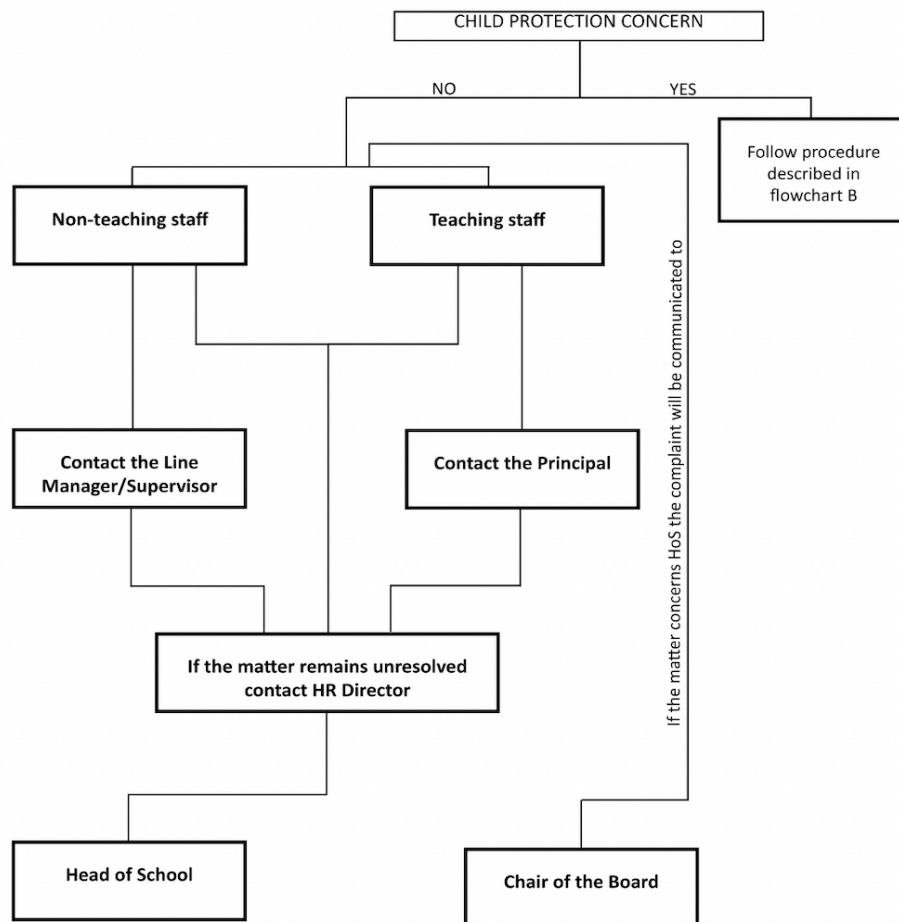 CHILD PROTECTION CONCERN
NO
YES
Follow procedure
described in
flowchart B
Non-teaching staff
Teaching staff
If the matter concerns HoS the complaint will be communicated to
Contact the Line
Manager/Supervisor
Contact the Principal
If the matter remains unresolved
contact HR Director
Head of School
Chair of the Board